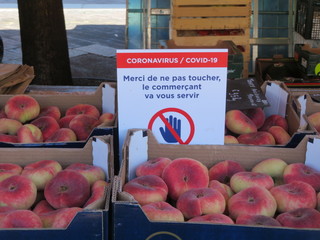 CORONAVIRUS / COVID-19
Merci de ne pas toucher,
le commerçant
va vous servir